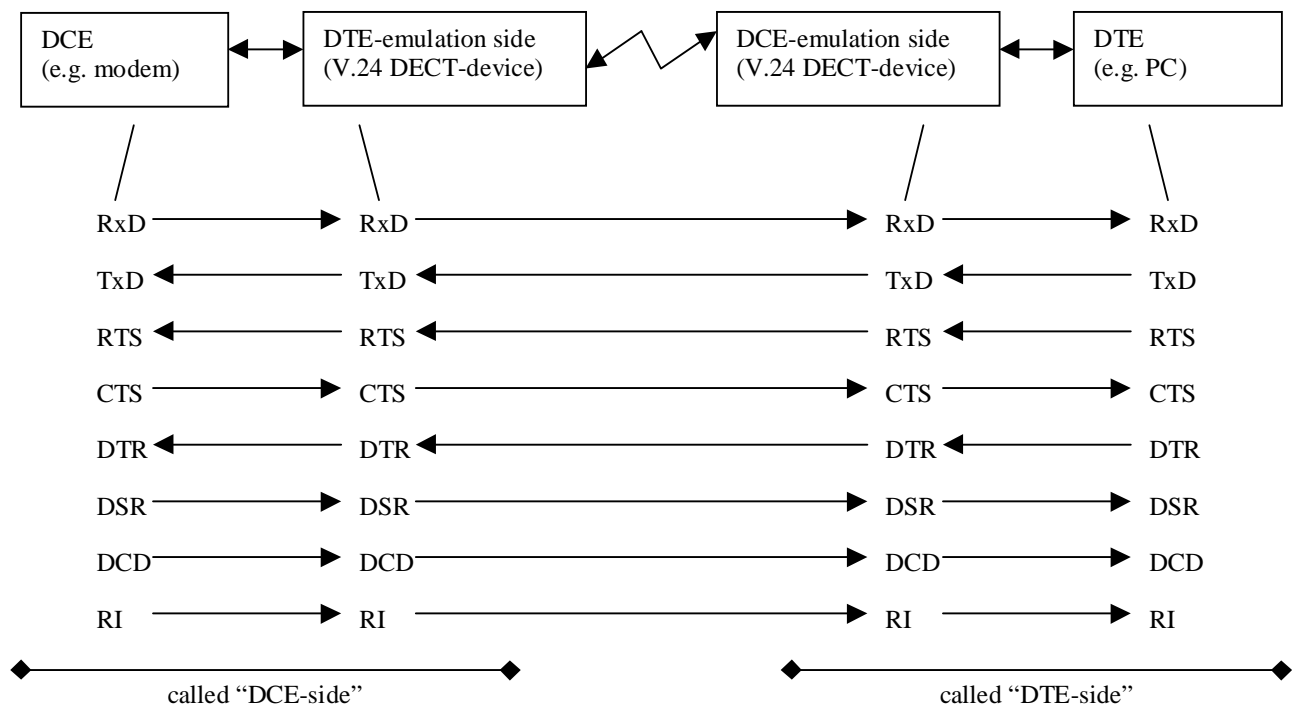 DCE
(e.g. modem)
DTE-emulation side
(V.24 DECT-device)
DCE-emulation side
(V.24 DECT-device)
DTE
(e.g. PC)
RxD RxD RxD RxD
TxD TxD TxD TxD
RTS RTS RTS RTS
CTS CTS CTS CTS
DTR DTR DTR DTR
DSR DSR DSR DSR
DCD DCD DCD DCD
RI RI RI RI
called “DCE-side” called “DTE-side”